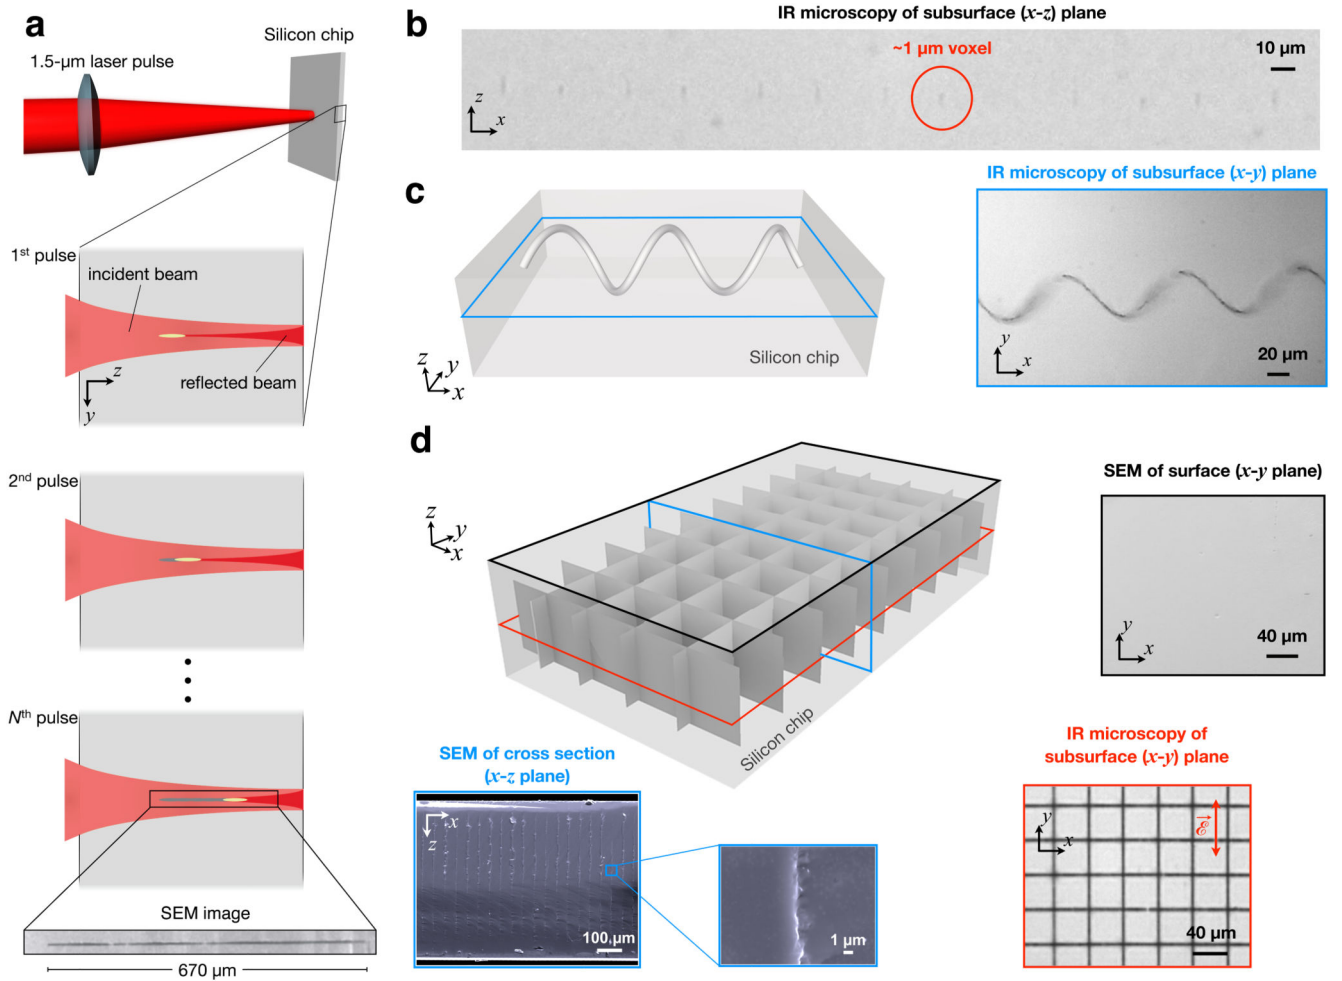 a
Silicon chip
1.5-μm laser pulse
1st pulse
incident beam
z
y
reflected beam
2nd pulse
Nth pulse
SEM image
670 μm
b
IR microscopy of subsurface (x-z) plane
~1 μm voxel
10 μm
z
x
c
Silicon chip
z
y
x
IR microscopy of subsurface (x-y) plane
y
x
20 μm
d
z
y
x
Silicon chip
SEM of surface (x-y plane)
y
x
40 μm
SEM of cross section
(x-z plane)
x
z
100 μm
1 μm
IR microscopy of
subsurface (x-y) plane
y
x
ℰ⃗
40 μm